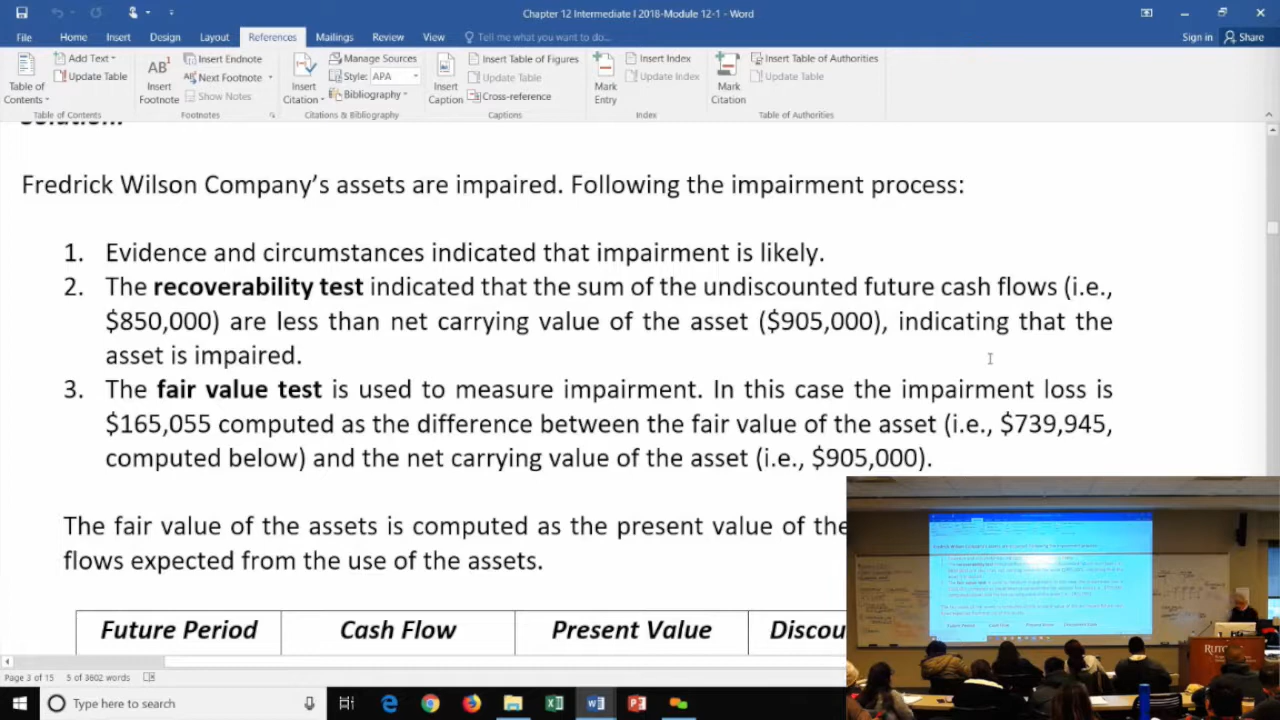 Chapter 12 Intermediate I 2018-Module 12-1 - Word
File Home Insert Design Layout References Mailings Review View Tell me what you want to do... Sign in Share
Table of Contents
Add Text
Update Table
Table of Contents
AB1
Insert Footnote
Insert Endnote
Next Footnote
Show Notes
Footnotes
Insert Citation
Manage Sources
Style: APA
Bibliography
Citations & Bibliography
Insert Caption
Insert Table of Figures
Update Table
Cross-reference
Captions
Mark Entry
Insert Index
Update Index
Index
Mark Citation
Insert Table of Authorities
Update Table
Table of Authorities
Solution:
Fredrick Wilson Company's assets are impaired. Following the impairment process:
1. Evidence and circumstances indicated that impairment is likely.
2. The recoverability test indicated that the sum of the undiscounted future cash flows (i.e.,
$850,000) are less than net carrying value of the asset ($905,000), indicating that the
asset is impaired.
3. The fair value test is used to measure impairment. In this case the impairment loss is
$165,055 computed as the difference between the fair value of the asset (i.e., $739,945,
computed below) and the net carrying value of the asset (i.e., $905,000).
The fair value of the assets is computed as the present value of the
flows expected from the use of the assets.
Future Period Cash Flow Present Value Discou
Page 3 of 15 5 of 3602 words
Type here to search